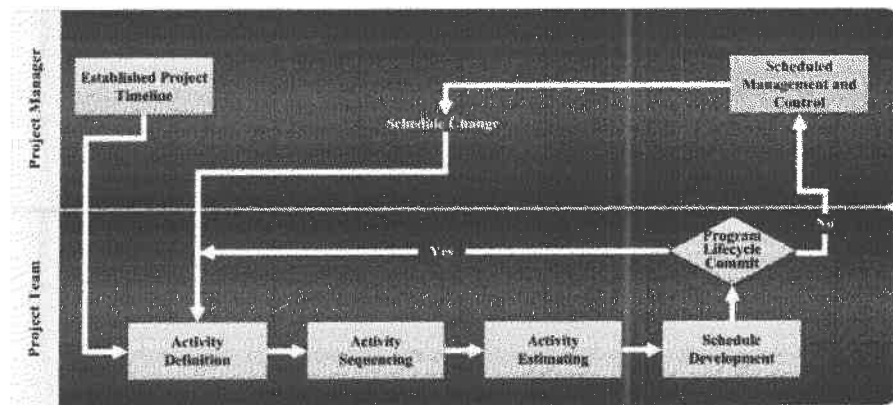 Project Manager
Established Project
Timeline
Scheduled
Management and
Control
Schedule Change
No
Project Team
Yes
Program
Lifecycle
Commit
Activity
Definition
Activity
Sequencing
Activity
Estimating
Schedule
Development